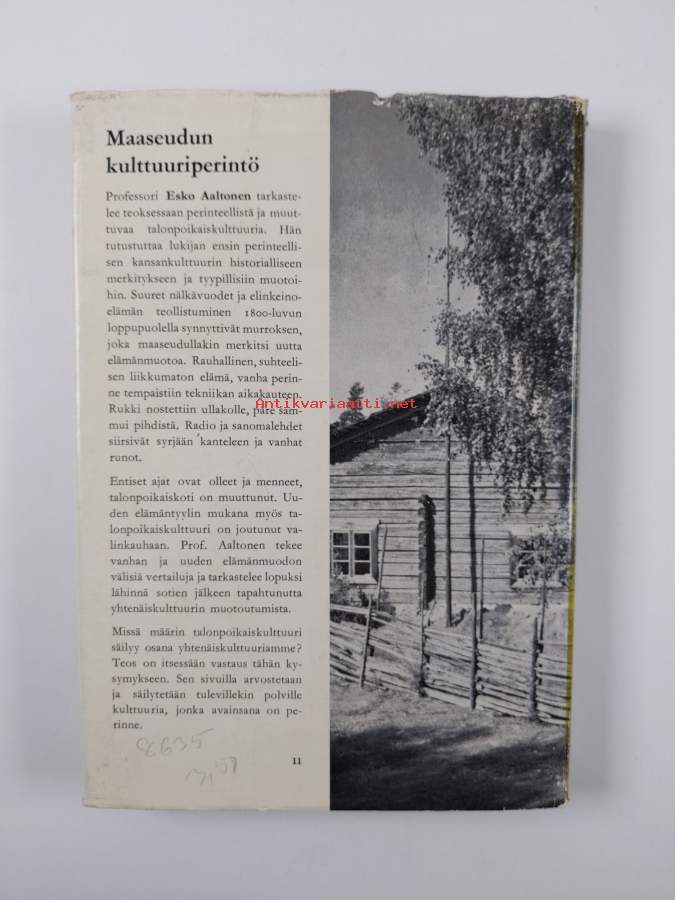 Maaseudun
kulttuuriperintö
Professori Esko Aaltonen tarkaste-
lee teoksessaan perinteellistä ja muut-
tuvaa talonpoikaiskulttuuria. Hän
tutustuttaa lukijan ensin perinteelli-
sen kansankulttuurin historialliseen
merkitykseen ja tyypillisiin muotoi-
hin. Suuret nälkävuodet ja elinkeino-
elämän teollistuminen 1800-luvun
loppupuolella synnyttivät murroksen,
joka maaseudullakin merkitsi uutta
elämänmuotoa. Rauhallinen, suhteel-
sen liikkumaton elämä, vanha perin-
ne tempaistiin tekniikan aikakauteen.
Rukki nostettiin ullakolle, päre sam-
mui pihdistä. Radio ja sanomalehdet
siirsivät syrjään kanteleen ja vanhat
runot.
Entiset ajat ovat olleet ja menneet,
talonpoikaiskoti on muuttunut. Uu-
den elämäntyylin mukana myös ta-
lonpoikaiskulttuuri on joutunut va-
linkauhaan. Prof. Aaltonen tekee
vanhan ja uuden elämänmuodon
välisiä vertailuja ja tarkastelee lopuksi
lähinnä sotien jälkeen tapahtunutta
yhtenäiskulttuurin muotoutumista.
Missä määrin talonpoikaiskulttuuri
säilyy osana yhtenäiskulttuuriamme?
Teos on itsessään vastaus tähän ky-
symykseen. Sen sivuilla arvostetaan
ja säilytetään tulevillekin polville
kulttuuria, jonka avainsana on pe-
rinne.
8635
11
Antikvariaatti.net